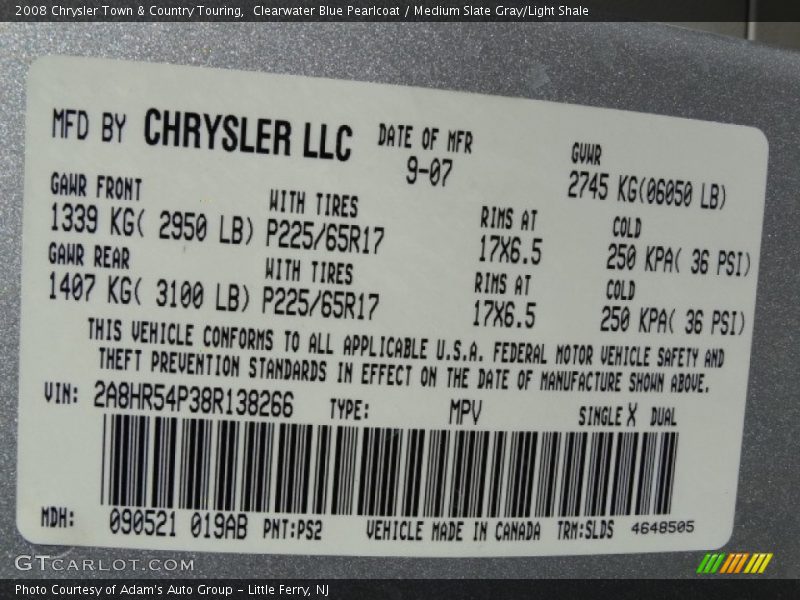 2008 Chrysler Town & Country Touring,  Clearwater Blue Pearlcoat / Medium Slate Gray/Light Shale
MFD BY CHRYSLER LLC DATE OF MFR GVWR
9-07 2745 KG(06050 LB)
GAWR FRONT WITH TIRES RIMS AT COLD
1339 KG( 2950 LB) P225/65R17 17X6.5 250 KPA( 36 PSI)
GAWR REAR WITH TIRES RIMS AT COLD
1407 KG( 3100 LB) P225/65R17 17X6.5 250 KPA( 36 PSI)
THIS VEHICLE CONFORMS TO ALL APPLICABLE U.S.A. FEDERAL MOTOR VEHICLE SAFETY AND
THEFT PREVENTION STANDARDS IN EFFECT ON THE DATE OF MANUFACTURE SHOWN ABOVE.
VIN: 2A8HR54P38R138266 TYPE: MPV SINGLE X DUAL
MDH: 090521 019AB PNT:PS2 VEHICLE MADE IN CANADA TRM:SLDS 4648505
GTCARLOT.COM
Photo Courtesy of Adam's Auto Group – Little Ferry, NJ